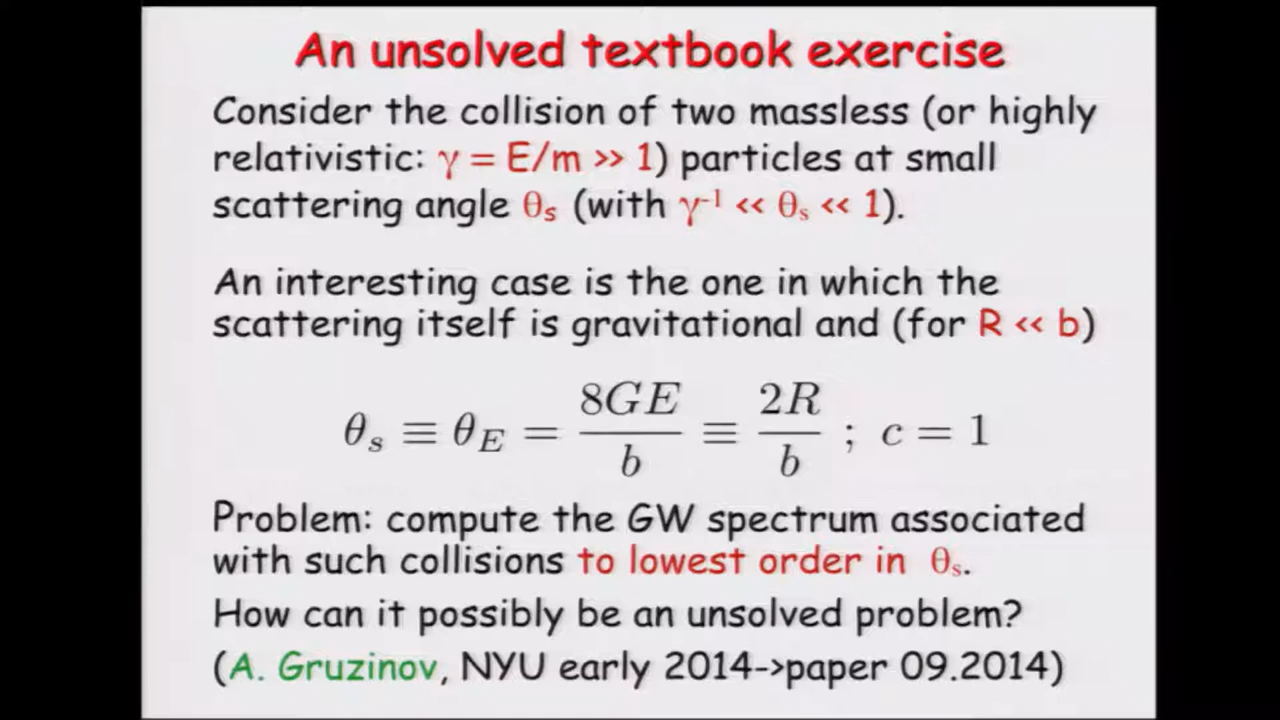 An unsolved textbook exercise
Consider the collision of two massless (or highly
relativistic: γ = E/m >> 1) particles at small
scattering angle θₛ (with γ⁻¹ << θₛ << 1).
An interesting case is the one in which the
scattering itself is gravitational and (for R << b)
θₛ ≡ θ_E = 8GE/b ≡ 2R/b ; c = 1
Problem: compute the GW spectrum associated
with such collisions to lowest order in θₛ.
How can it possibly be an unsolved problem?
(A. Gruzinov, NYU early 2014->paper 09.2014)